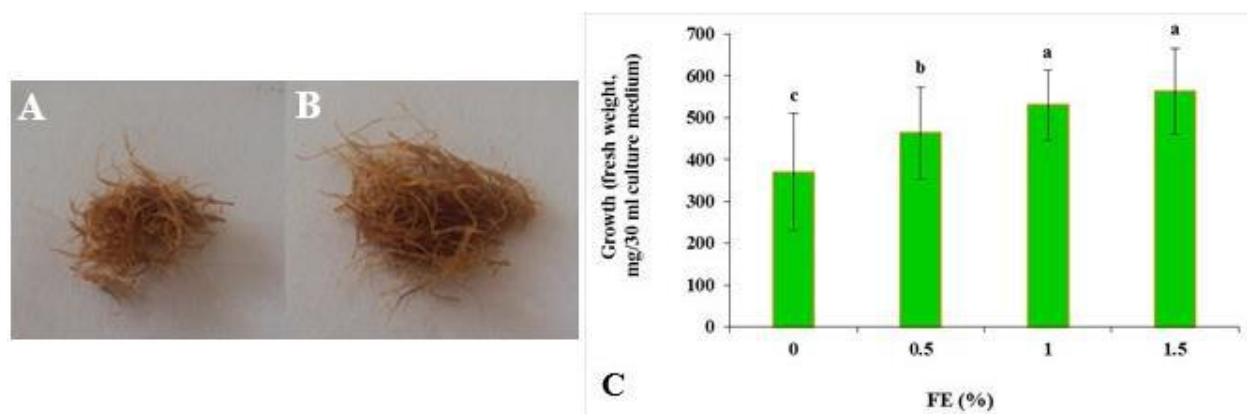 A
B
C
Growth (fresh weight,
mg/30 ml culture medium)
700
600
500
400
300
200
100
0
c
b
a
a
0 0.5 1 1.5
FE (%)